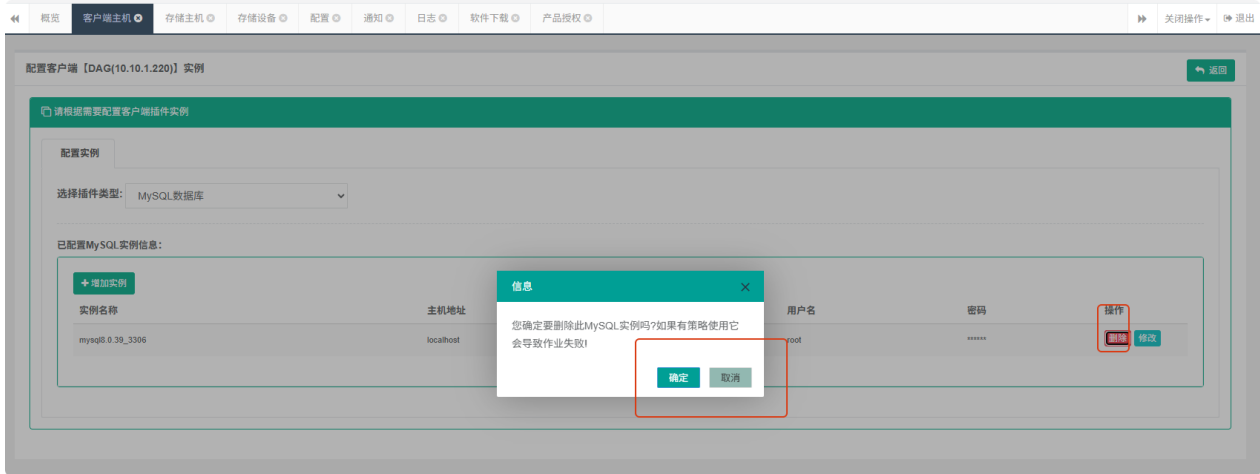 概览 客户端主机 存储主机 存储设备 配置 通知 日志 软件下载 产品授权 关闭操作 退出
配置客户端【DAG(10.10.1.220)】实例 返回
请根据需要配置客户端插件实例
配置实例
选择插件类型: MySQL数据库
已配置MySQL实例信息:
+增加实例
信息
实例名称 主机地址 用户名 密码 操作
您确定要删除此MySQL实例吗?如果有策略使用它
会导致作业失败!
mysql8.0.39_3306 localhost root ****** 删除 修改
确定 取消